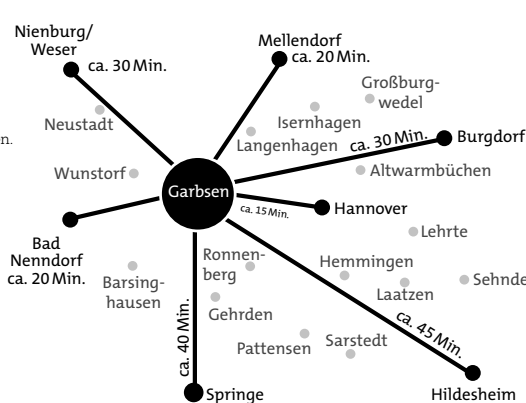 Nienburg/
Weser
ca. 30 Min.
Mellendorf
ca. 20 Min.
Großburg-
wedel
Neustadt
Isernhagen
en.
Langenhagen
ca. 30 Min.
Burgdorf
Wunstorf
Altwarmbüchen
Garbsen
ca. 15 Min.
Hannover
Lehrte
Bad
Nenndorf
ca. 20 Min.
Ronnen-
berg
Hemmingen
Barsing-
hausen
Laatzen
Sehnde
Gehrden
ca. 40 Min.
ca. 45 Min.
Pattensen
Sarstedt
Springe
Hildesheim